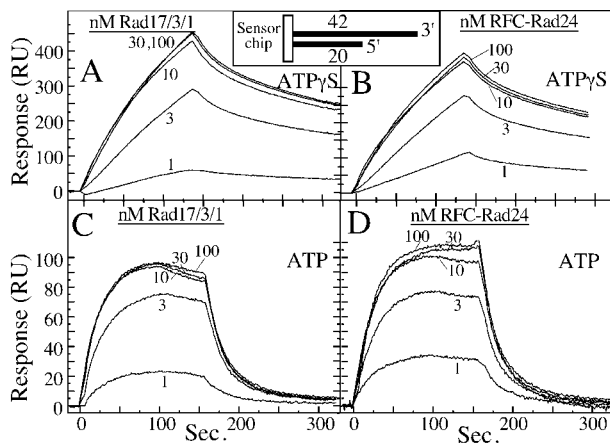 nM Rad17/3/1
30,100
10
3
1
A
ATPγS
Response (RU)
400
300
200
100
0
Sensor
chip
42
3'
5'
20
nM RFC-Rad24
100
30
10
3
1
B
ATPγS
C
nM Rad17/3/1
30
100
10
3
1
ATP
Response (RU)
100
80
60
40
20
0
0
100
200
300
Sec.
D
nM RFC-Rad24
100
30
10
3
1
ATP
0
100
200
300
Sec.